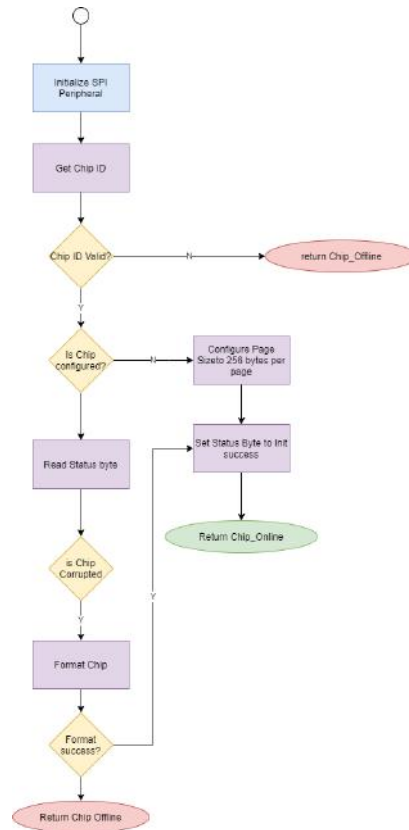 Initialize SPI
Peripheral
Get Chip ID
Chip ID Valid?
N
return Chip_Offline
Y
Is Chip
configured?
N
Configure Page
Sizeto 256 bytes per
page
Read Status byte
Set Status Byte to Init
success
is Chip
Corrupted
Return Chip_Online
Y
Y
Format Chip
Format
success?
Return Chip Offline